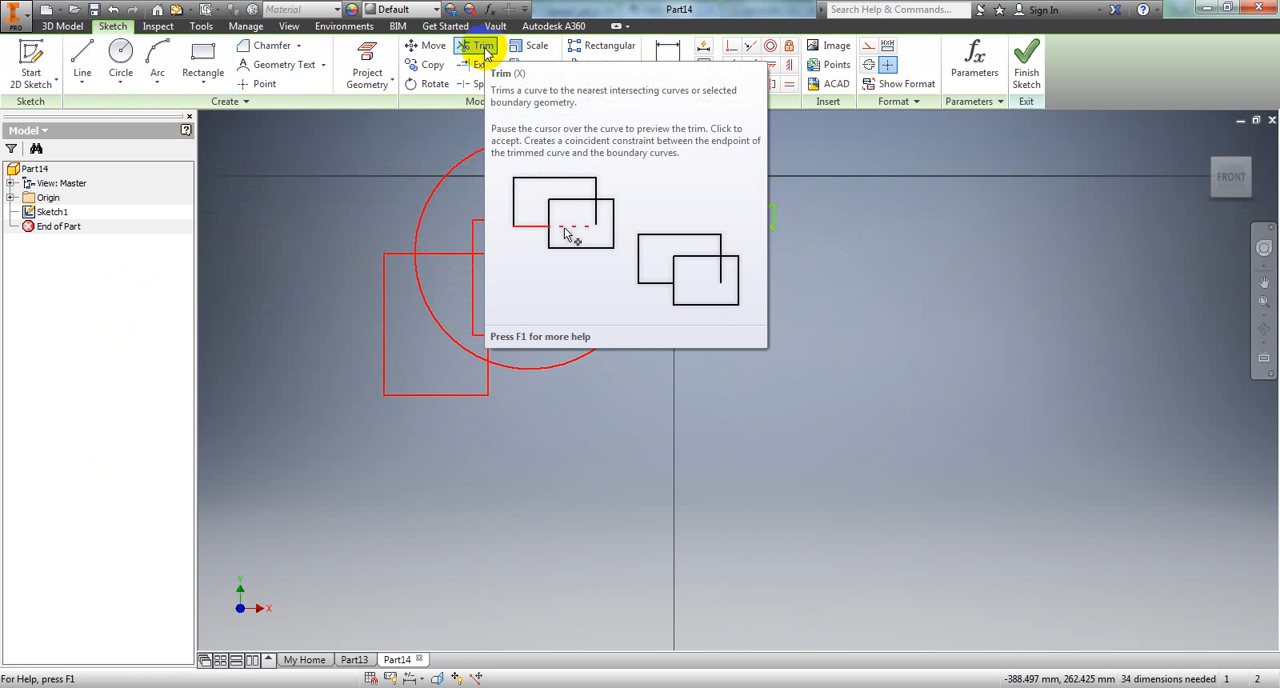 Material
Default
Part14
Search Help & Commands...
Sign In
PRO
3D Model
Sketch
Inspect
Tools
Manage
View
Environments
BIM
Get Started
Vault
Autodesk A360
Start
2D Sketch
Line
Circle
Arc
Rectangle
Chamfer
Geometry Text
Point
Project
Geometry
Move
Copy
Rotate
Trim
Scale
Rectangular
Image
Points
ACAD
Show Format
Parameters
Finish
Sketch
Sketch
Create
Insert
Format
Parameters
Exit
Trim (X)
Trims a curve to the nearest intersecting curves or selected
boundary geometry.
Pause the cursor over the curve to preview the trim. Click to
accept. Creates a coincident constraint between the endpoint of
the trimmed curve and the boundary curves.
Press F1 for more help
Model
Part14
View: Master
Origin
Sketch1
End of Part
FRONT
Y
X
My Home
Part13
Part14
For Help, press F1
-388.497 mm, 262.425 mm
34 dimensions needed
1
2